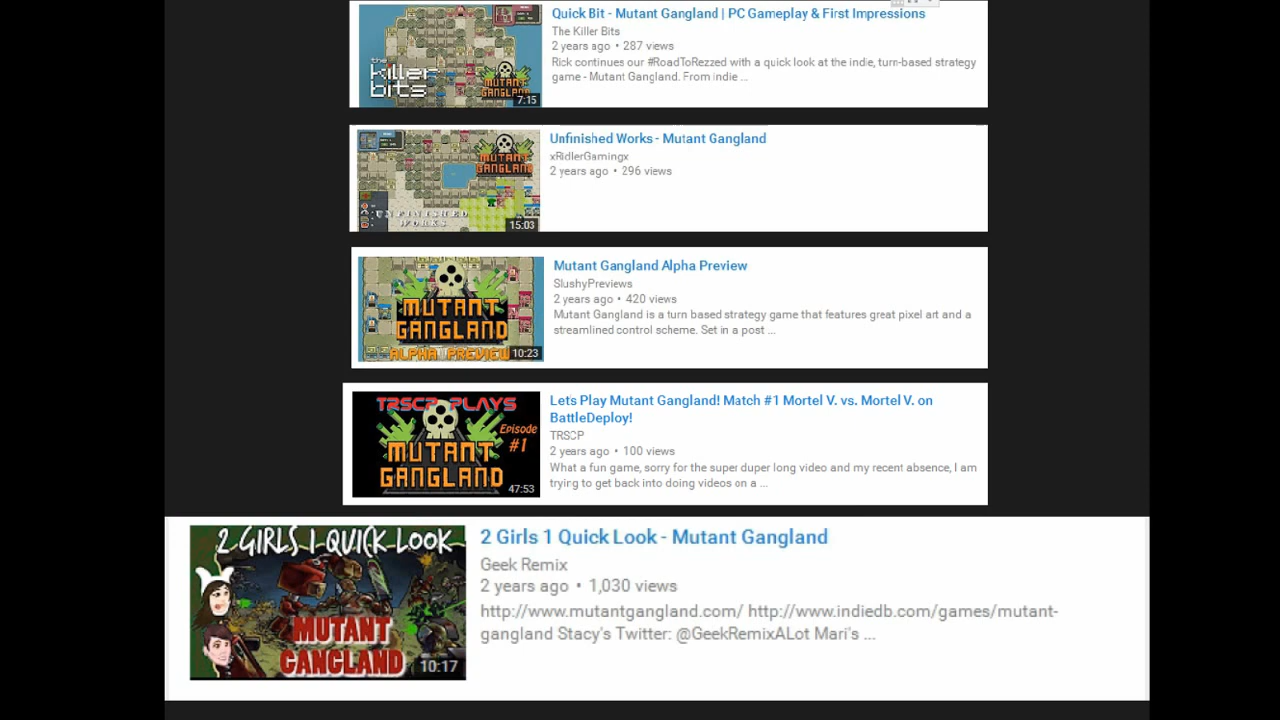 Quick Bit - Mutant Gangland | PC Gameplay & First Impressions
The Killer Bits
2 years ago • 287 views
Rick continues our #RoadToRezzed with a quick look at the indie, turn-based strategy
game - Mutant Gangland. From indie ...
the
killer
bits
MUTANT
GANGLAND
7:15
Unfinished Works - Mutant Gangland
xRidlerGamingx
2 years ago • 296 views
MUTANT
GANGLAND
UNFINISHED
WORKS
15:03
Mutant Gangland Alpha Preview
SlushyPreviews
2 years ago • 420 views
Mutant Gangland is a turn based strategy game that features great pixel art and a
streamlined control scheme. Set in a post ...
MUTANT
GANGLAND
ALPHA PREVIEW
10:23
Lets Play Mutant Gangland! Match #1 Mortel V. vs. Mortel V. on
BattleDeploy!
TRSCP
2 years ago • 100 views
What a fun game, sorry for the super duper long video and my recent absence, I am
trying to get back into doing videos on a ...
TRSCP PLAYS
Episode
#1
MUTANT
GANGLAND
47:53
2 GIRLS 1 QUICK LOOK
MUTANT
GANGLAND
10:17
2 Girls 1 Quick Look - Mutant Gangland
Geek Remix
2 years ago • 1,030 views
http://www.mutantgangland.com/ http://www.indiedb.com/games/mutant-
gangland Stacy's Twitter: @GeekRemixALot Mari's ...